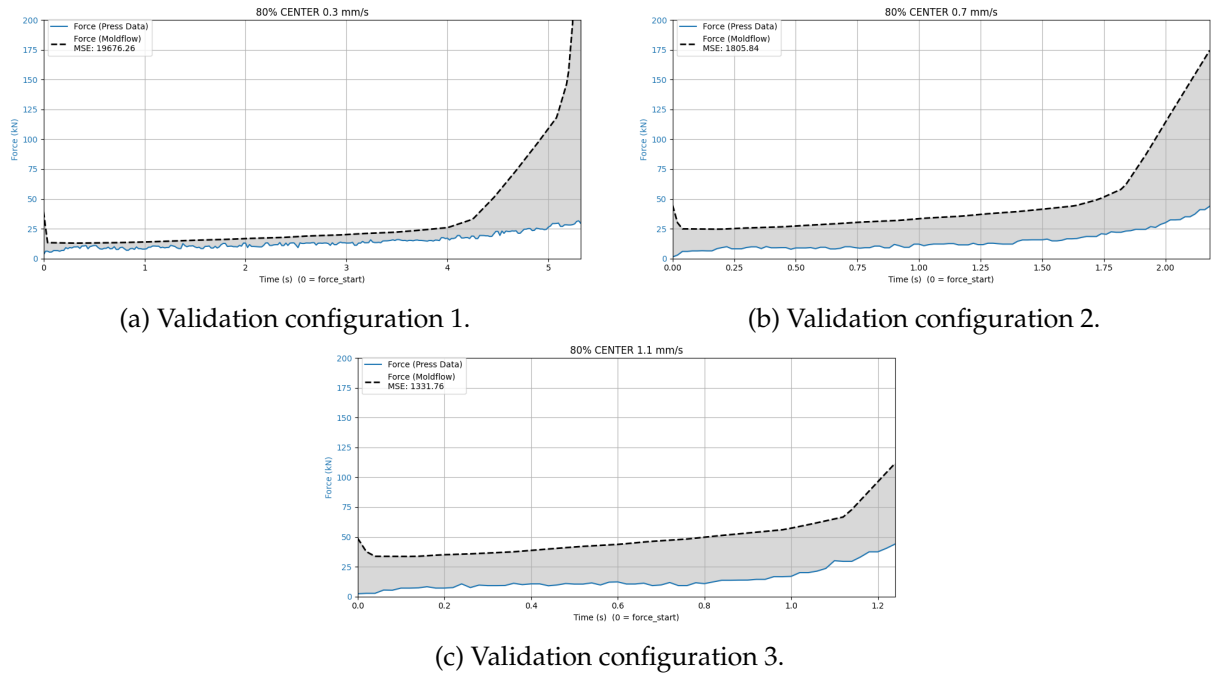 80% CENTER 0.3 mm/s
Force (Press Data)
Force (Moldflow)
MSE: 19676.26
Force (kN)
200
175
150
125
100
75
50
25
0
0 1 2 3 4 5
Time (s) (0 = force_start)
(a) Validation configuration 1.
80% CENTER 0.7 mm/s
Force (Press Data)
Force (Moldflow)
MSE: 1805.84
Force (kN)
200
175
150
125
100
75
50
25
0
0.00 0.25 0.50 0.75 1.00 1.25 1.50 1.75 2.00
Time (s) (0 = force_start)
(b) Validation configuration 2.
80% CENTER 1.1 mm/s
Force (Press Data)
Force (Moldflow)
MSE: 1331.76
Force (kN)
200
175
150
125
100
75
50
25
0
0.0 0.2 0.4 0.6 0.8 1.0 1.2
Time (s) (0 = force_start)
(c) Validation configuration 3.